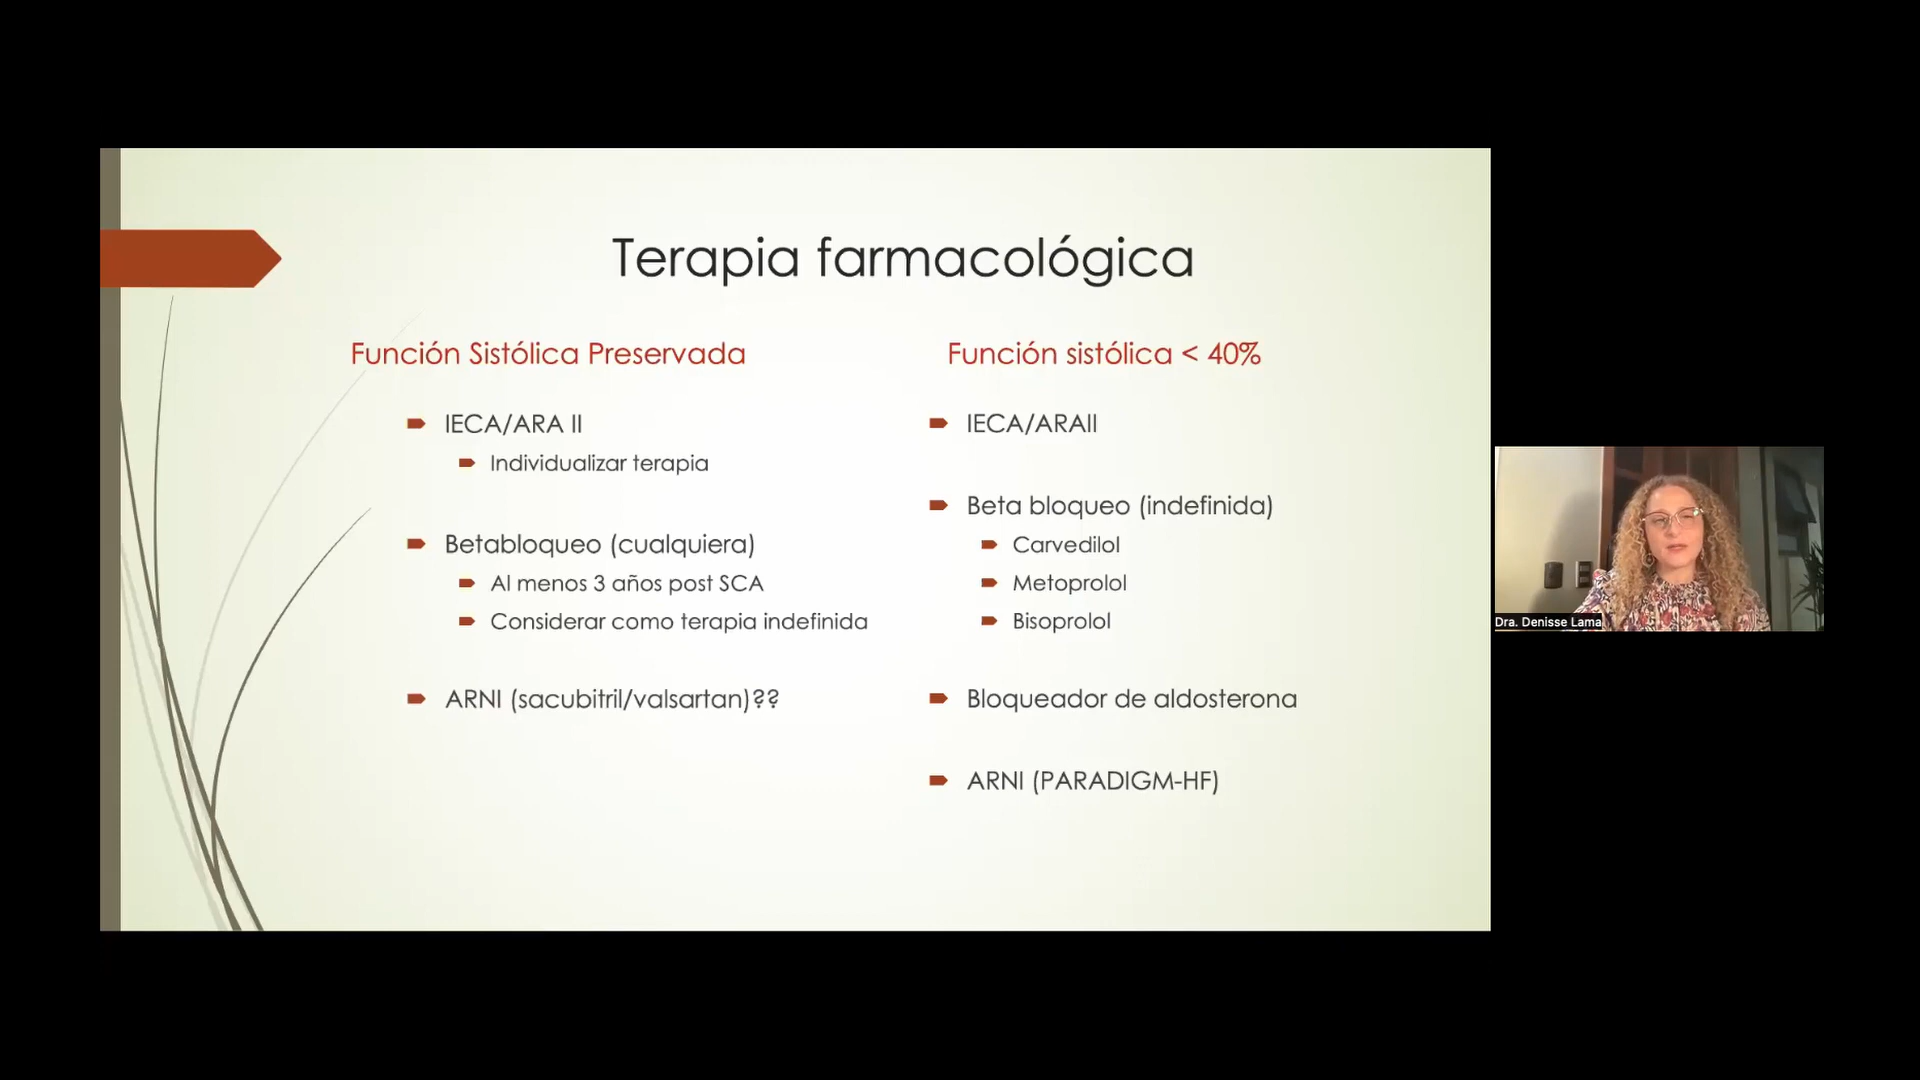 Terapia farmacológica
Función Sistólica Preservada
IECA/ARA II
Individualizar terapia
Betabloqueo (cualquiera)
Al menos 3 años post SCA
Considerar como terapia indefinida
ARNI (sacubitril/valsartan)??
Función sistólica < 40%
IECA/ARAII
Beta bloqueo (indefinida)
Carvedilol
Metoprolol
Bisoprolol
Bloqueador de aldosterona
ARNI (PARADIGM-HF)
Dra. Denisse Lama